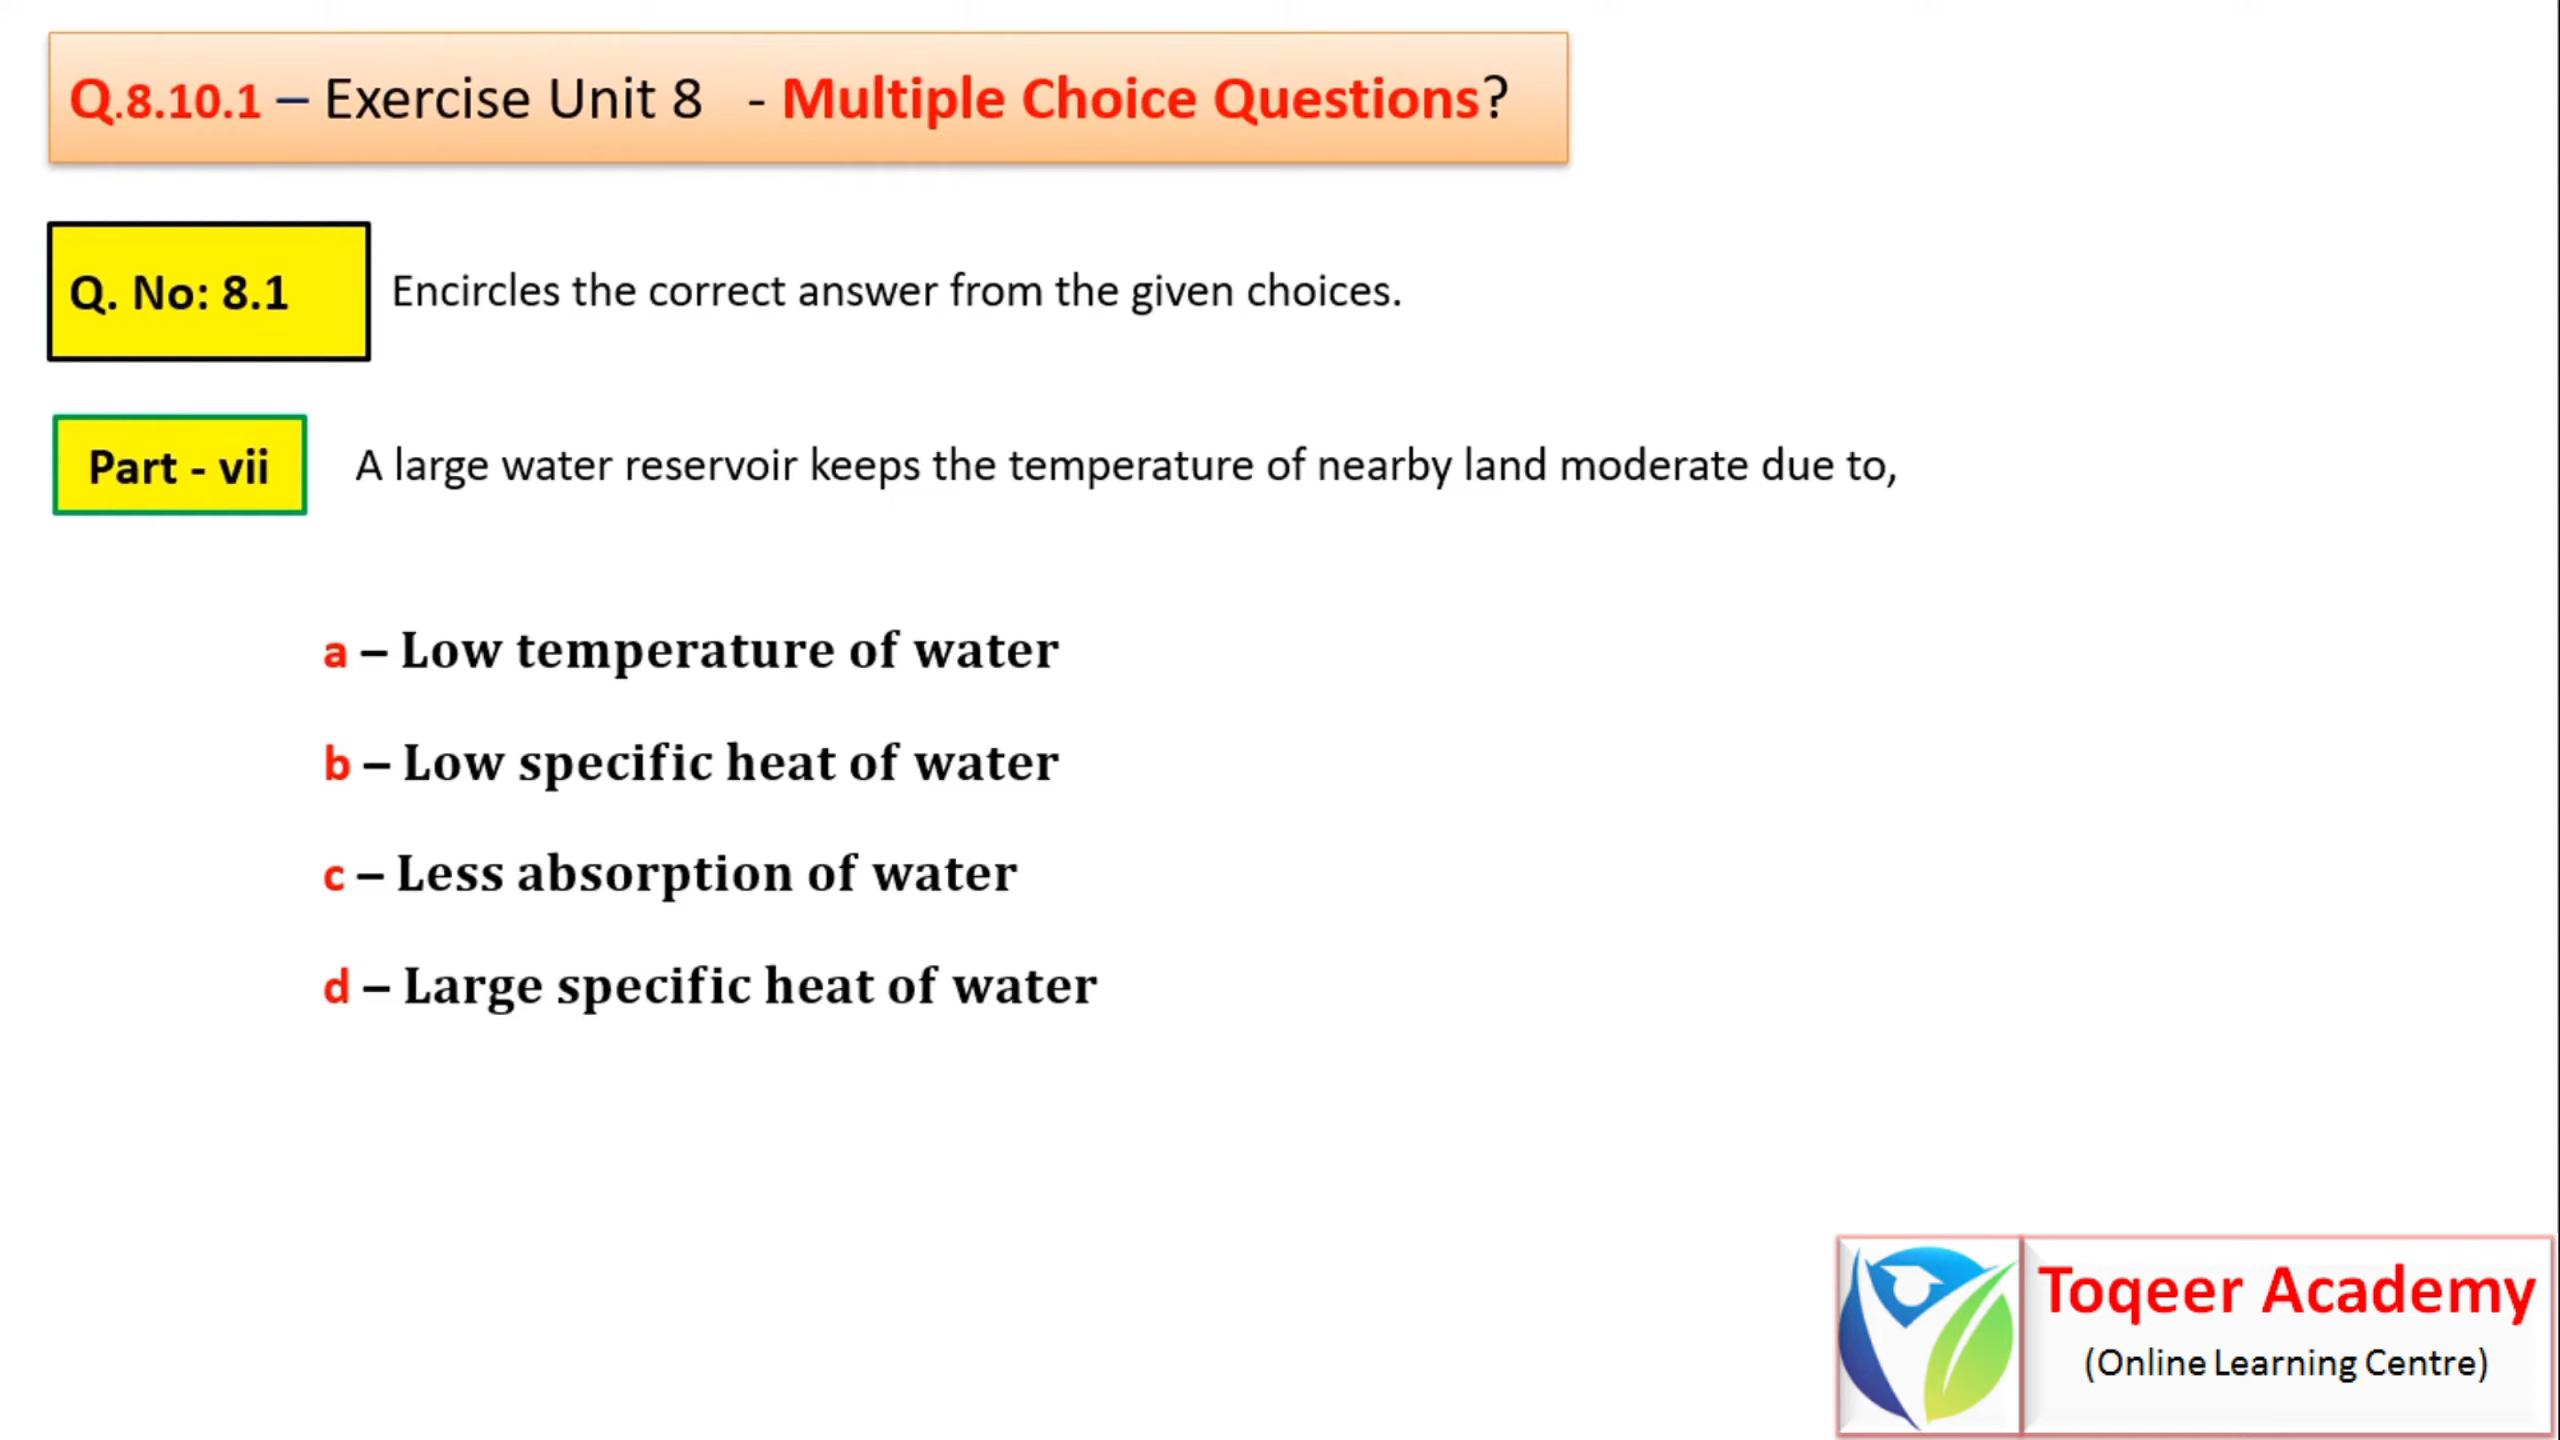 Q.8.10.1 – Exercise Unit 8 - Multiple Choice Questions?
Q. No: 8.1 Encircles the correct answer from the given choices.
Part - vii A large water reservoir keeps the temperature of nearby land moderate due to,
a – Low temperature of water
b – Low specific heat of water
c – Less absorption of water
d – Large specific heat of water
Toqeer Academy
(Online Learning Centre)